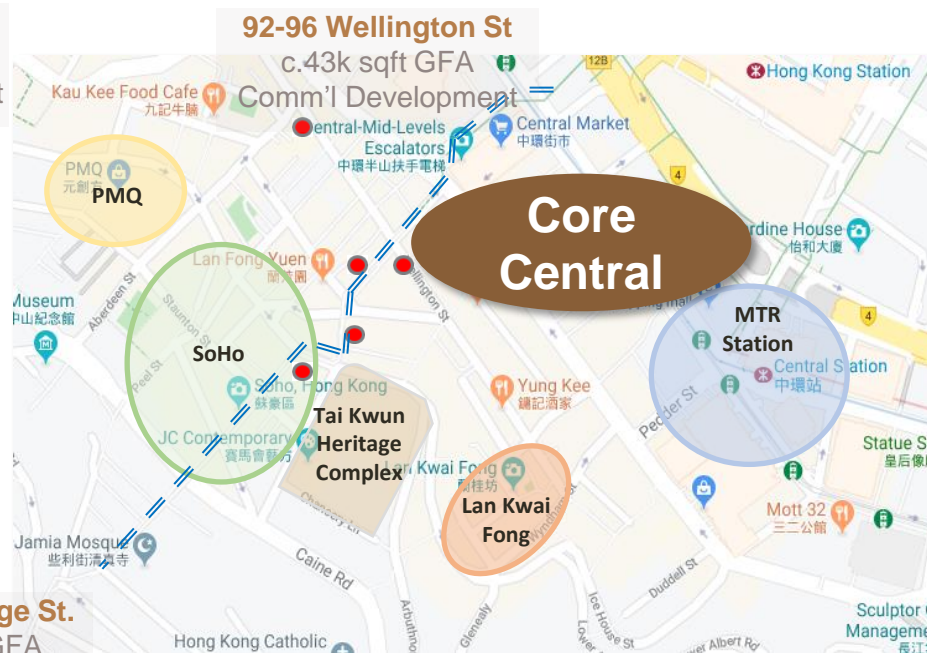 92-96 Wellington St
c.43k sqft GFA
Comm'l Development
12B
Hong Kong Station
Kau Kee Food Cafe
九記牛腩
Central-Mid-Levels
Escalators
中環半山扶手電梯
Central Market
中環街市
PMQ
元創方
PMQ
4
Core
Central
rdine House
怡和大廈
Lan Fong Yuen
蘭芳園
Wellington St
Museum
中山紀念館
Aberdeen St
Staunton St
Peel St
SoHo
MTR
Station
4
Central Station
中環站
Soho, Hong Kong
蘇豪區
Yung Kee
鏞記酒家
Pedder St
Tai Kwun
Heritage
Complex
JC Contemporary
賽馬會藝方
Lan Kwai Fong
蘭桂坊
Lan Kwai
Fong
Wyndham St
Chancery Ln
Statue S
皇后像
Mott 32
三二公館
Jamia Mosque
些利街清真寺
Caine Rd
Duddell St
ge St.
GFA
Hong Kong Catholic
Arbuthno
Glenealy
Ice House St
Lower
er Albert Rd
Sculptor
Manageme
長江